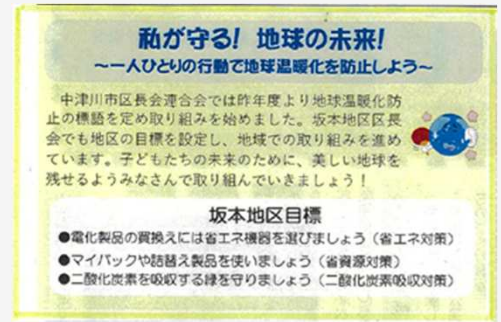 私が守る！ 地球の未来！
～一人ひとりの行動で地球温暖化を防止しよう～
中津川市区長会連合会では昨年度より地球温暖化防
止の標語を定め取り組みを始めました。坂本地区区長
会でも地区の目標を設定し、地域での取り組みを進め
ています。子どもたちの未来のために、美しい地球を
残せるようみなさんで取り組んでいきましょう！
坂本地区目標
●電化製品の買換えには省エネ機器を選びましょう（省エネ対策）
●マイバックや詰替え製品を使いましょう（省資源対策）
●二酸化炭素を吸収する緑を守りましょう（二酸化炭素吸収対策）